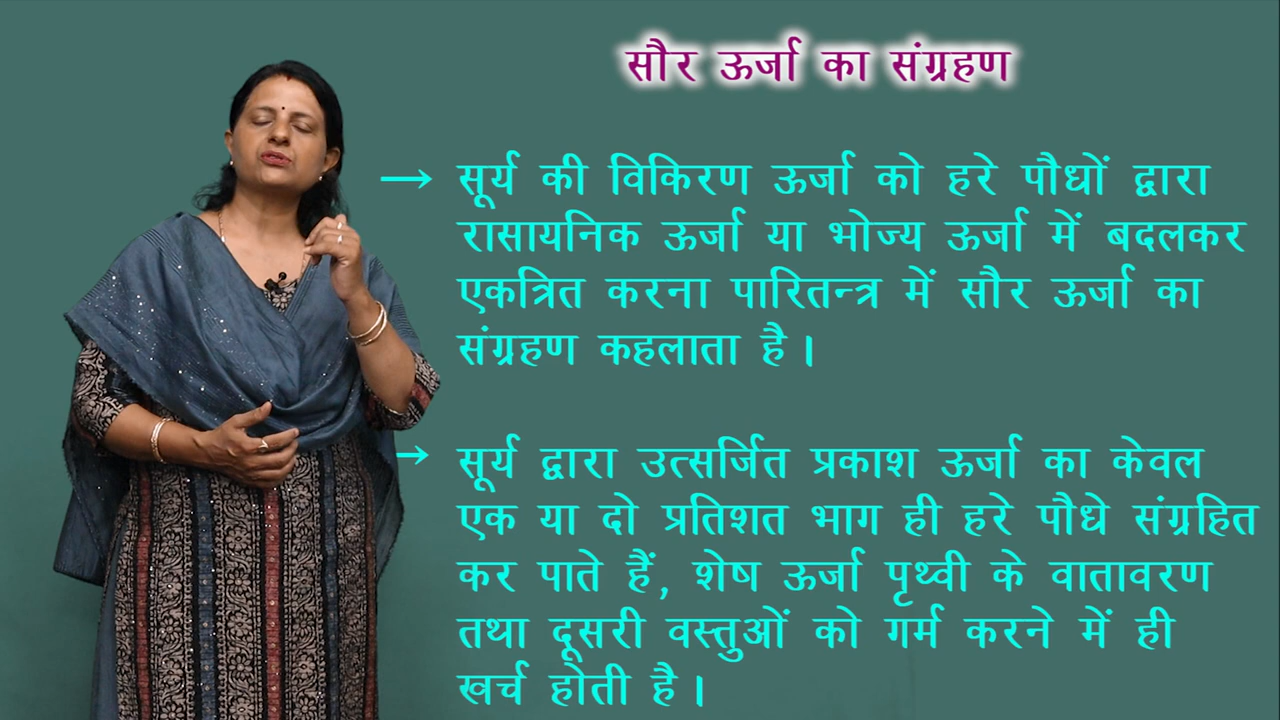 सौर ऊर्जा का संग्रहण
→ सूर्य की विकिरण ऊर्जा को हरे पौधों द्वारा
रासायनिक ऊर्जा या भोज्य ऊर्जा में बदलकर
एकत्रित करना पारितन्त्र में सौर ऊर्जा का
संग्रहण कहलाता है।
→ सूर्य द्वारा उत्सर्जित प्रकाश ऊर्जा का केवल
एक या दो प्रतिशत भाग ही हरे पौधे संग्रहित
कर पाते हैं, शेष ऊर्जा पृथ्वी के वातावरण
तथा दूसरी वस्तुओं को गर्म करने में ही
खर्च होती है।